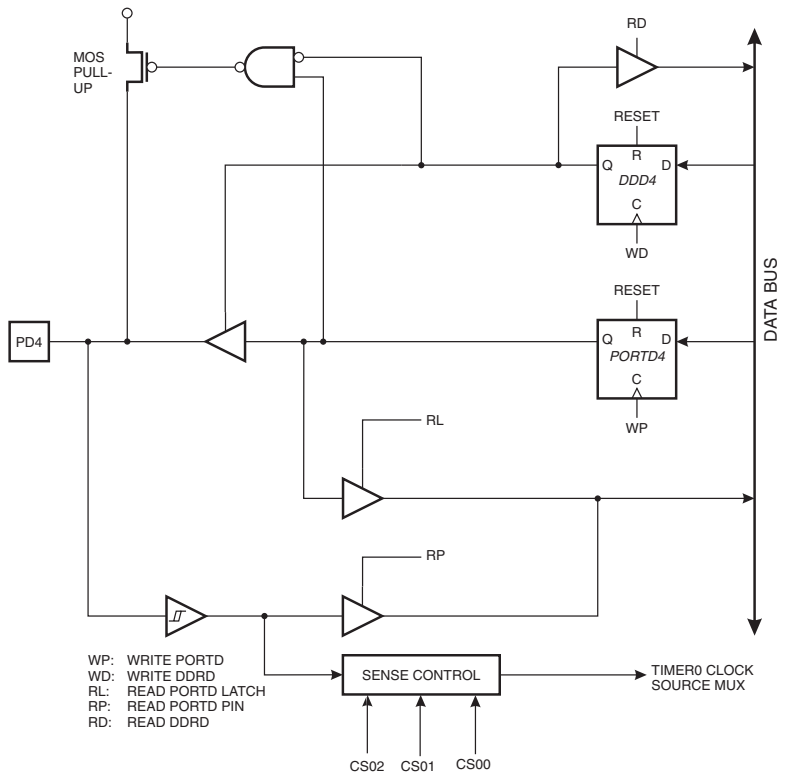 RD
MOS
PULL-
UP
RESET
R
Q
D
DDD4
C
WD
DATA BUS
RESET
R
Q
D
PD4
PORTD4
C
WP
RL
RP
WP: WRITE PORTD
WD: WRITE DDRD
RL: READ PORTD LATCH
RP: READ PORTD PIN
RD: READ DDRD
SENSE CONTROL
TIMER0 CLOCK
SOURCE MUX
CS02
CS01
CS00